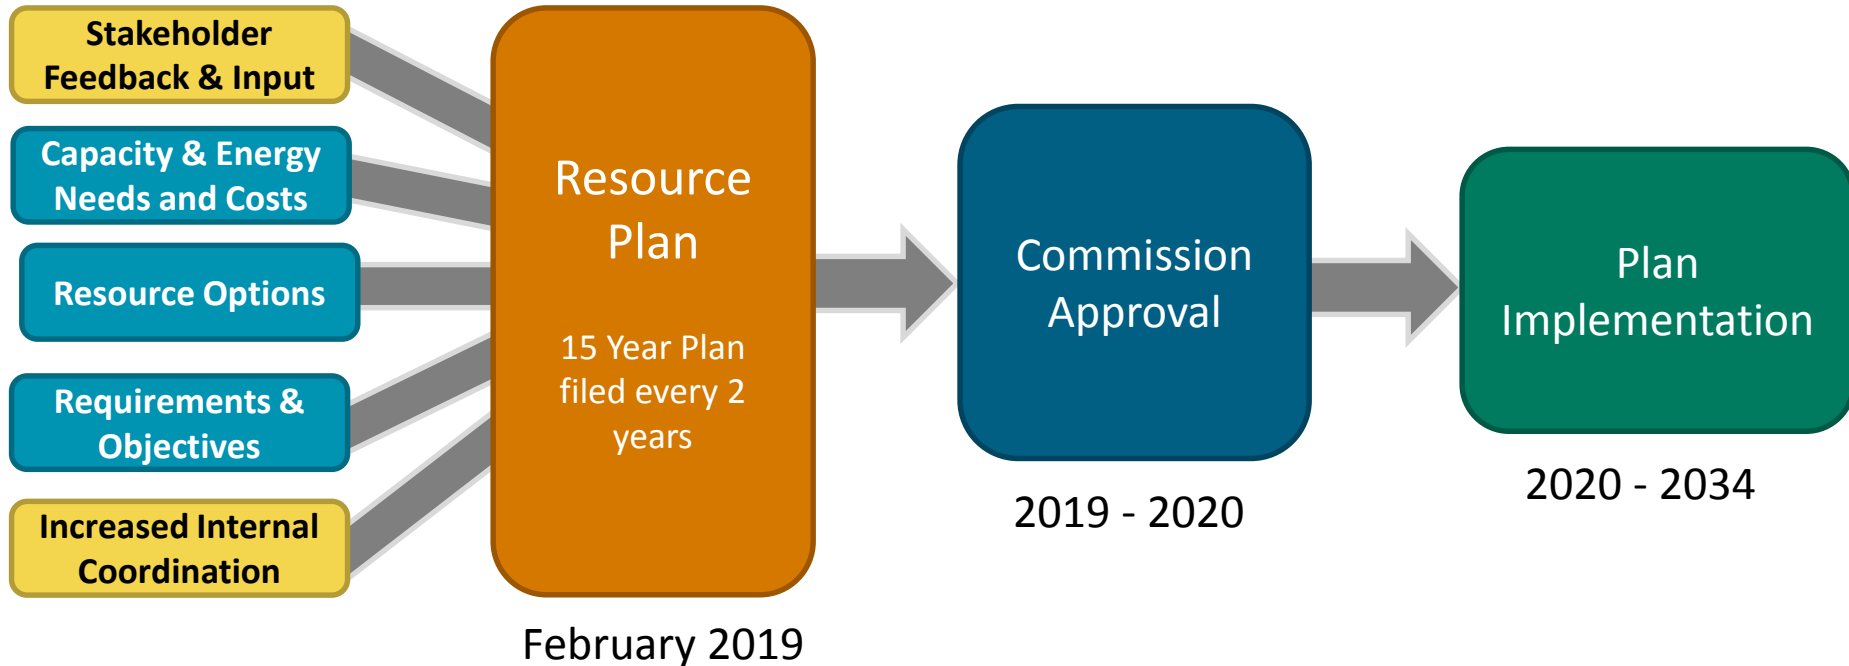 Stakeholder
Feedback & Input
Capacity & Energy
Needs and Costs
Resource Options
Requirements &
Objectives
Increased Internal
Coordination
Resource
Plan
15 Year Plan
filed every 2
years
February 2019
Commission
Approval
2019 - 2020
Plan
Implementation
2020 - 2034